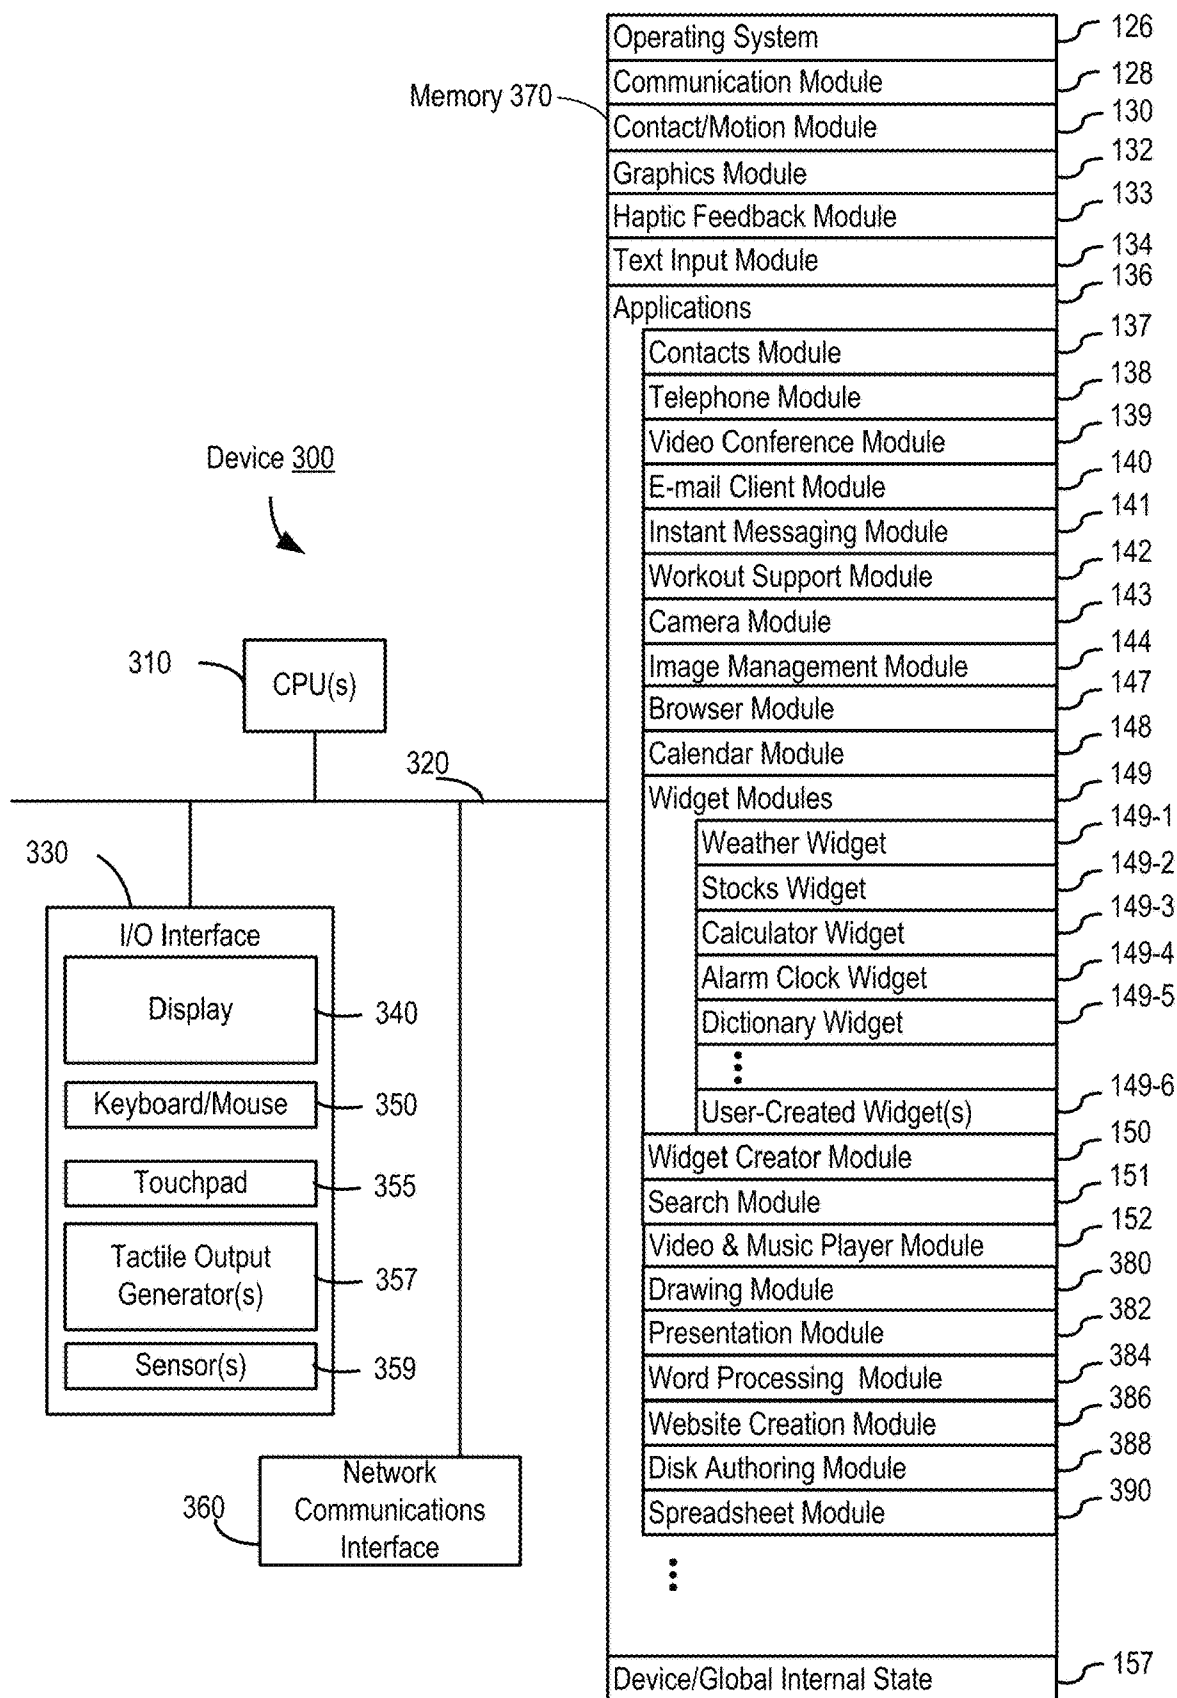 Operating System 126
Communication Module 128
Memory 370
Contact/Motion Module 130
Graphics Module 132
Haptic Feedback Module 133
Text Input Module 134
Applications 136
Contacts Module 137
Telephone Module 138
Video Conference Module 139
E-mail Client Module 140
Instant Messaging Module 141
Workout Support Module 142
Camera Module 143
Image Management Module 144
Browser Module 147
Calendar Module 148
Widget Modules 149
Weather Widget 149-1
Stocks Widget 149-2
Calculator Widget 149-3
Alarm Clock Widget 149-4
Dictionary Widget 149-5
User-Created Widget(s) 149-6
Widget Creator Module 150
Search Module 151
Video & Music Player Module 152
Drawing Module 380
Presentation Module 382
Word Processing Module 384
Website Creation Module 386
Disk Authoring Module 388
Spreadsheet Module 390
Device/Global Internal State 157
Device 300
310
CPU(s)
320
330
I/O Interface
Display 340
Keyboard/Mouse 350
Touchpad 355
Tactile Output
Generator(s) 357
Sensor(s) 359
360
Network
Communications
Interface